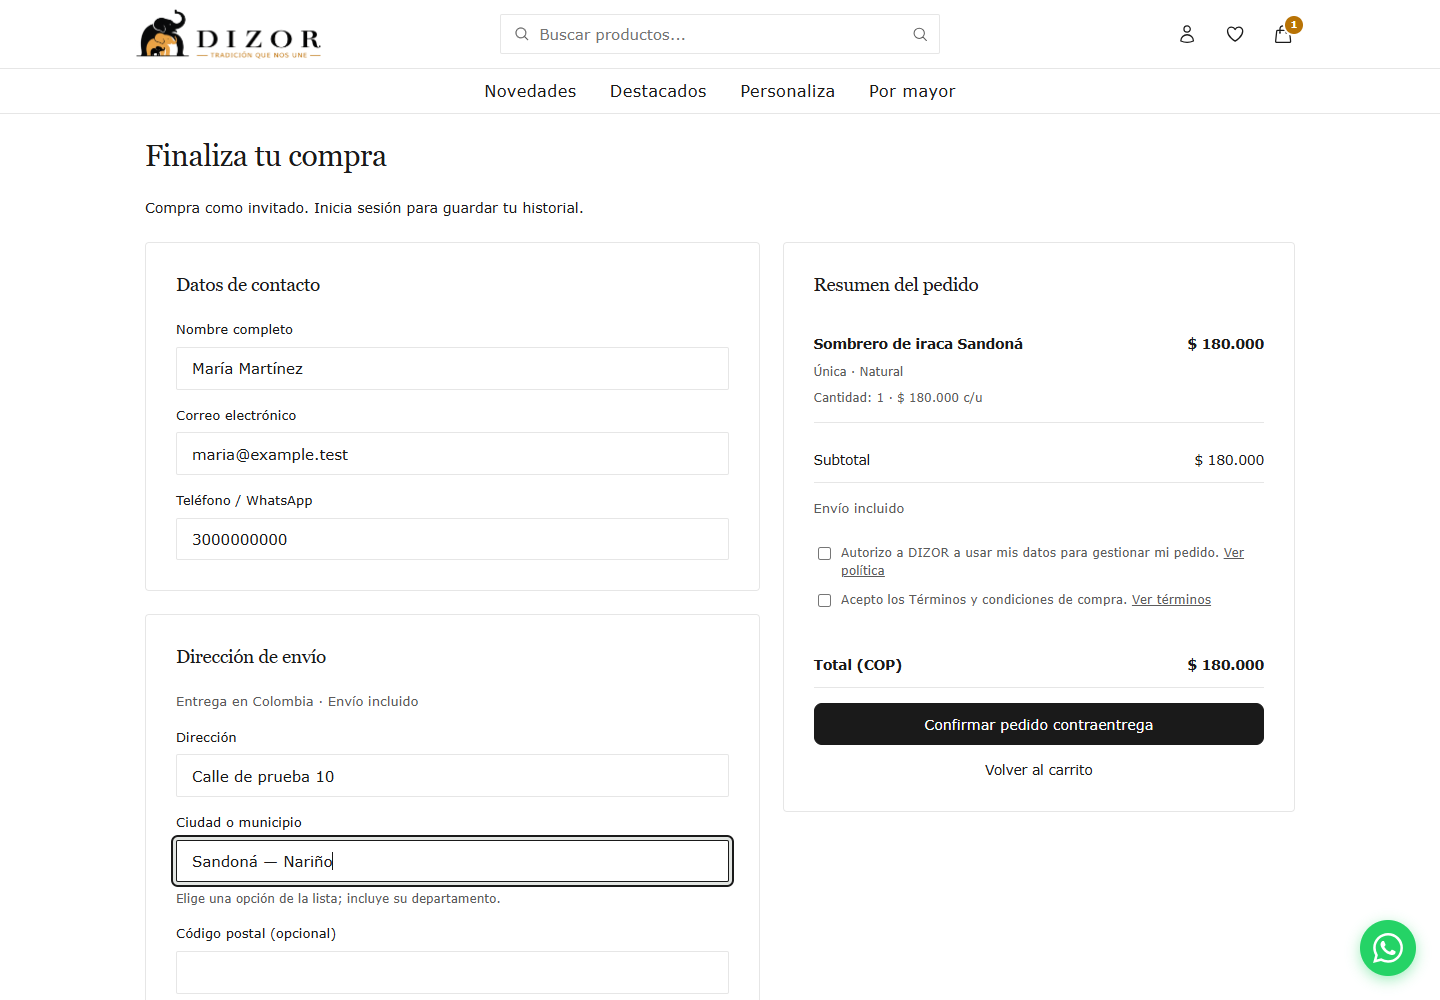 DIZOR
TRADICIÓN QUE NOS UNE
Buscar productos...
1
Novedades
Destacados
Personaliza
Por mayor
Finaliza tu compra
Compra como invitado. Inicia sesión para guardar tu historial.
Datos de contacto
Nombre completo
María Martínez
Correo electrónico
maria@example.test
Teléfono / WhatsApp
3000000000
Dirección de envío
Entrega en Colombia · Envío incluido
Dirección
Calle de prueba 10
Ciudad o municipio
Sandoná — Nariño
Elige una opción de la lista; incluye su departamento.
Código postal (opcional)
Resumen del pedido
Sombrero de iraca Sandoná $ 180.000
Única · Natural
Cantidad: 1 · $ 180.000 c/u
Subtotal $ 180.000
Envío incluido
Autorizo a DIZOR a usar mis datos para gestionar mi pedido. Ver
política
Acepto los Términos y condiciones de compra. Ver términos
Total (COP) $ 180.000
Confirmar pedido contraentrega
Volver al carrito